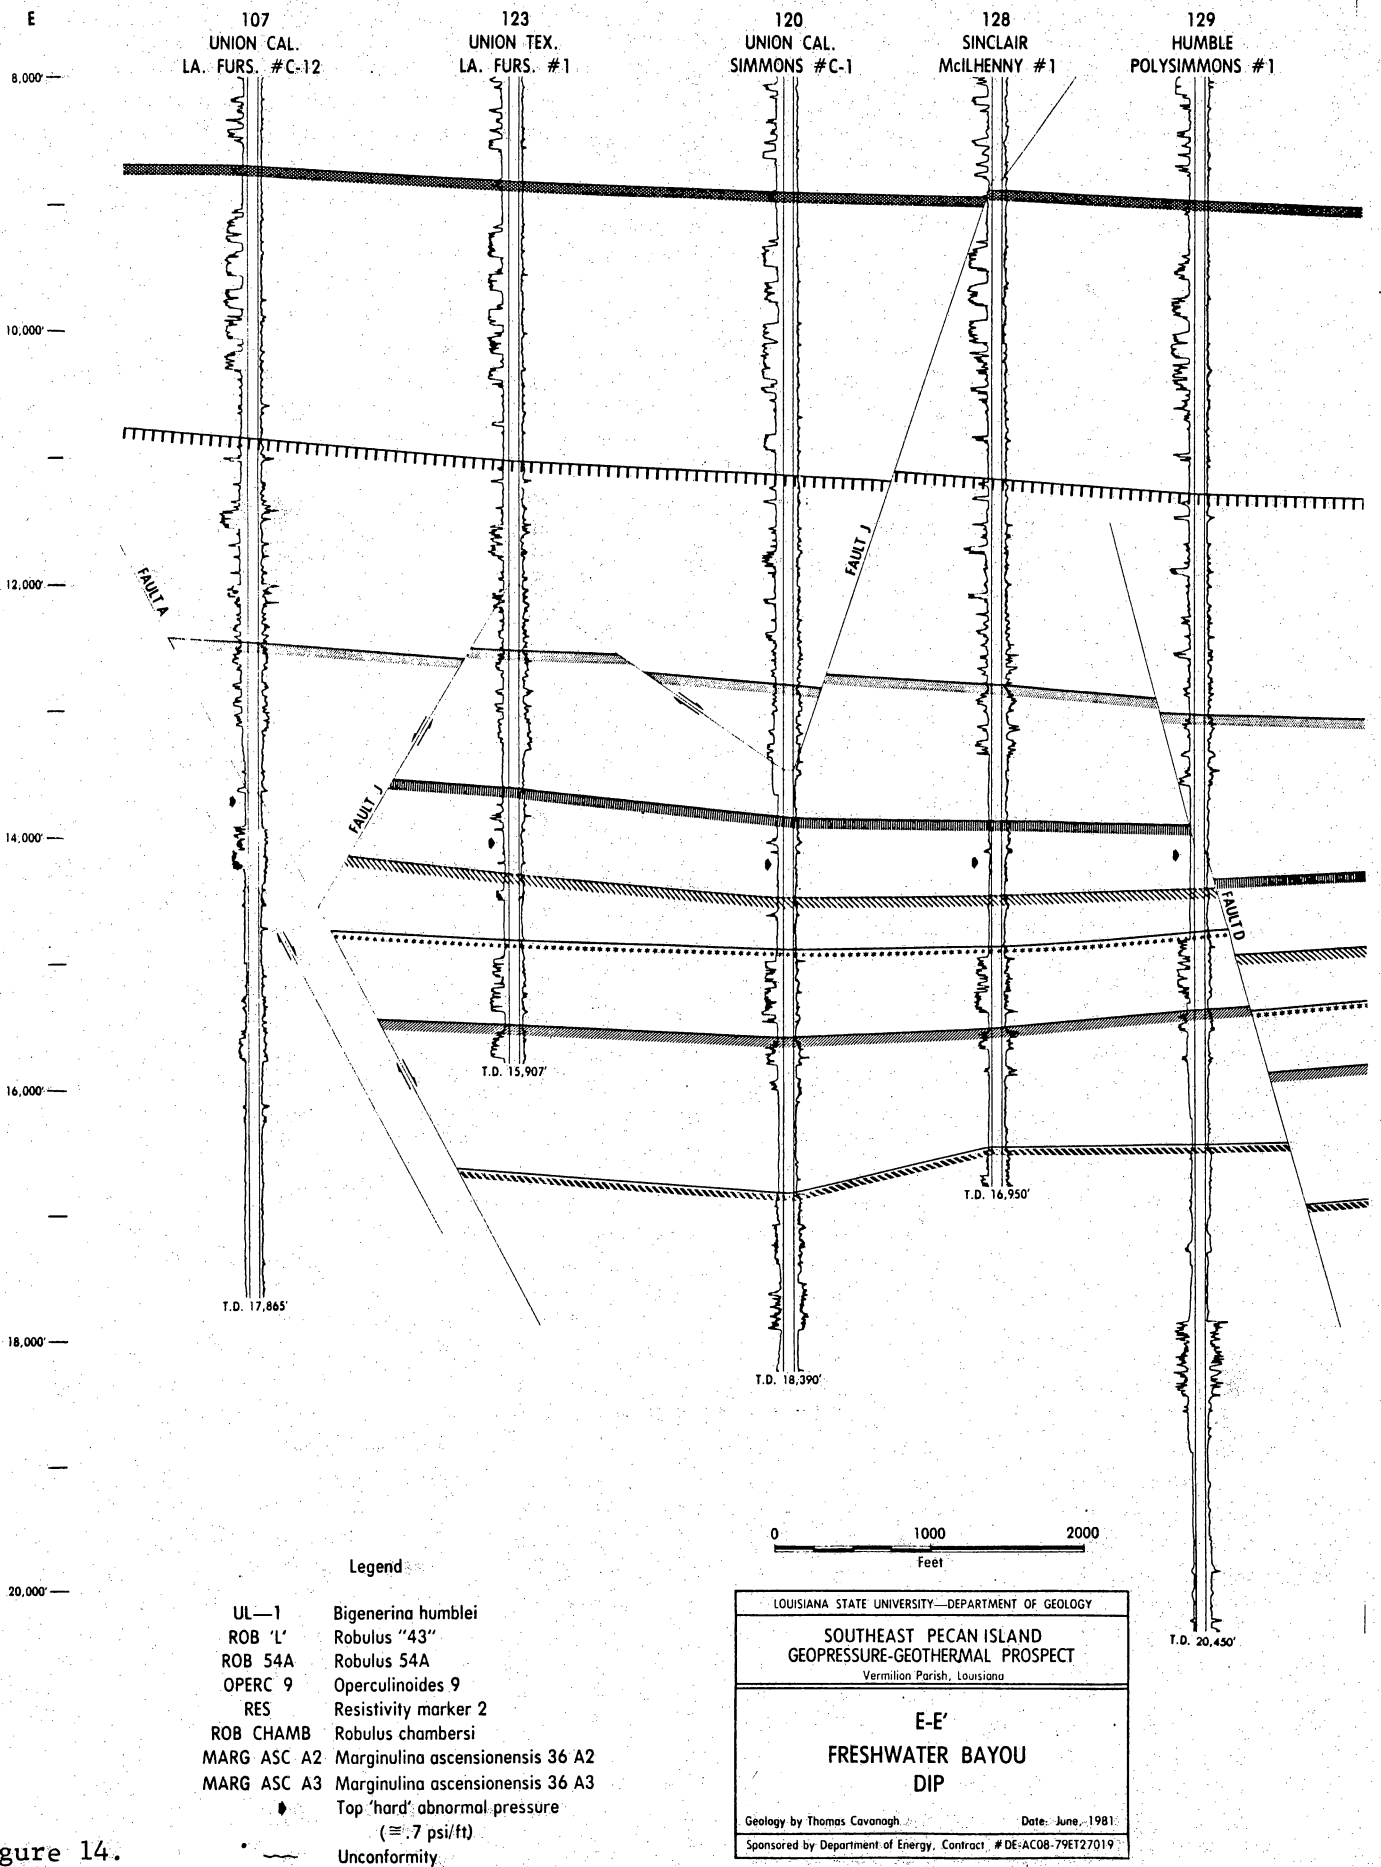 E
107
UNION CAL.
LA. FURS. #C-12
123
UNION TEX.
LA. FURS. #1
120
UNION CAL.
SIMMONS #C-1
128
SINCLAIR
McILHENNY #1
129
HUMBLE
POLYSIMMONS #1
8,000'
10,000'
12,000'
14,000'
16,000'
18,000'
20,000'
FAULT A
FAULT J
FAULT J
FAULT D
T.D. 15,907'
T.D. 16,950'
T.D. 17,865'
T.D. 18,390'
T.D. 20,450'
0 1000 2000
Feet
Legend
UL—1 Bigenerina humblei
ROB 'L' Robulus "43"
ROB 54A Robulus 54A
OPERC 9 Operculinoides 9
RES Resistivity marker 2
ROB CHAMB Robulus chambersi
MARG ASC A2 Marginulina ascensionensis 36 A2
MARG ASC A3 Marginulina ascensionensis 36 A3
Top 'hard' abnormal pressure
(≅.7 psi/ft)
Unconformity
LOUISIANA STATE UNIVERSITY—DEPARTMENT OF GEOLOGY
SOUTHEAST PECAN ISLAND
GEOPRESSURE-GEOTHERMAL PROSPECT
Vermilion Parish, Louisiana
E-E'
FRESHWATER BAYOU
DIP
Geology by Thomas Cavanagh Date: June, 1981
Sponsored by Department of Energy, Contract #DE-AC08-79ET27019
gure 14.